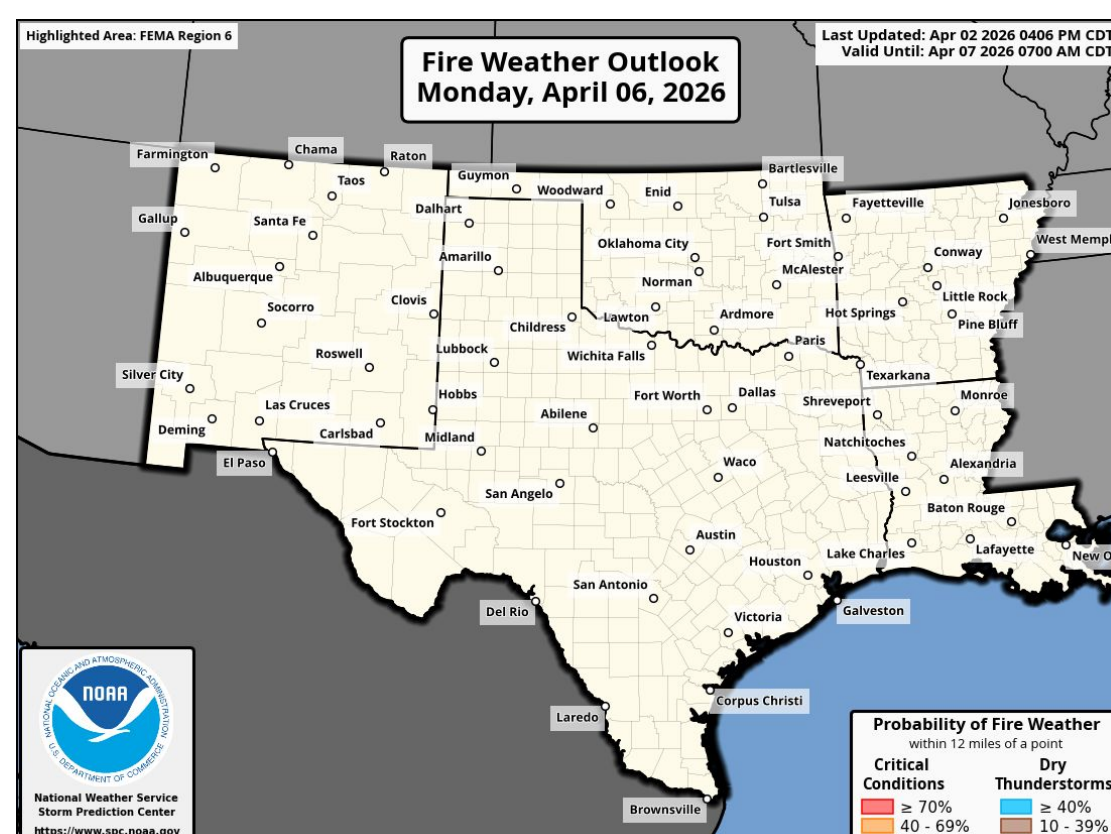 Highlighted Area: FEMA Region 6
Last Updated: Apr 02 2026 0406 PM CDT
Valid Until: Apr 07 2026 0700 AM CDT
Fire Weather Outlook
Monday, April 06, 2026
Farmington
Chama
Raton
Taos
Guymon
Woodward
Enid
Bartlesville
Tulsa
Fayetteville
Jonesboro
Gallup
Santa Fe
Dalhart
Oklahoma City
Fort Smith
West Memph
Albuquerque
Amarillo
Norman
McAlester
Conway
Socorro
Clovis
Childress
Lawton
Ardmore
Hot Springs
Little Rock
Pine Bluff
Roswell
Lubbock
Wichita Falls
Paris
Texarkana
Silver City
Las Cruces
Hobbs
Abilene
Fort Worth
Dallas
Shreveport
Monroe
Deming
Carlsbad
Midland
Natchitoches
El Paso
San Angelo
Waco
Leesville
Alexandria
Fort Stockton
Austin
Baton Rouge
Houston
Lake Charles
Lafayette
New O
San Antonio
Del Rio
Victoria
Galveston
Laredo
Corpus Christi
Brownsville
NATIONAL OCEANIC AND ATMOSPHERIC ADMINISTRATION
NOAA
U.S. DEPARTMENT OF COMMERCE
National Weather Service
Storm Prediction Center
https://www.spc.noaa.gov
Probability of Fire Weather
within 12 miles of a point
Critical
Conditions
≥ 70%
40 - 69%
Dry
Thunderstorms
≥ 40%
10 - 39%